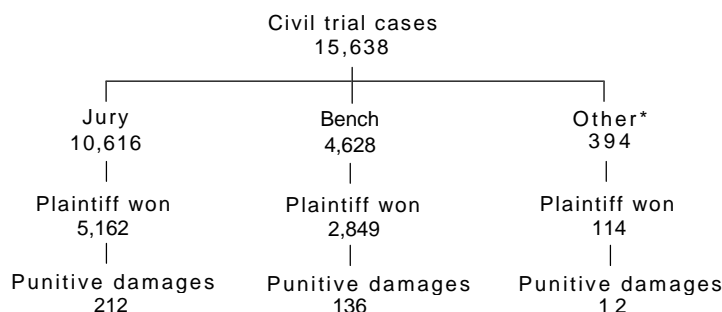 Civil trial cases
15,638
Jury
10,616
Bench
4,628
Other*
394
Plaintiff won
5,162
Plaintiff won
2,849
Plaintiff won
114
Punitive damages
212
Punitive damages
136
Punitive damages
12